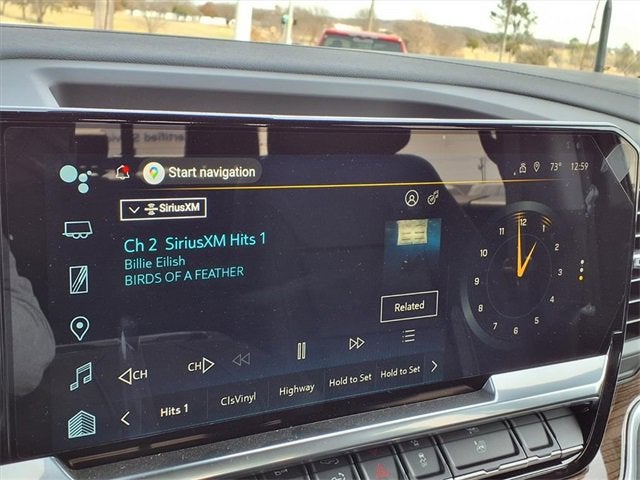 Start navigation
73° 12:59
SiriusXM
Ch 2 SiriusXM Hits 1
Billie Eilish
BIRDS OF A FEATHER
Related
CH CH
Hits 1 ClsVinyl Highway Hold to Set Hold to Set
12
1
2
3
4
5
6
7
8
9
10
11